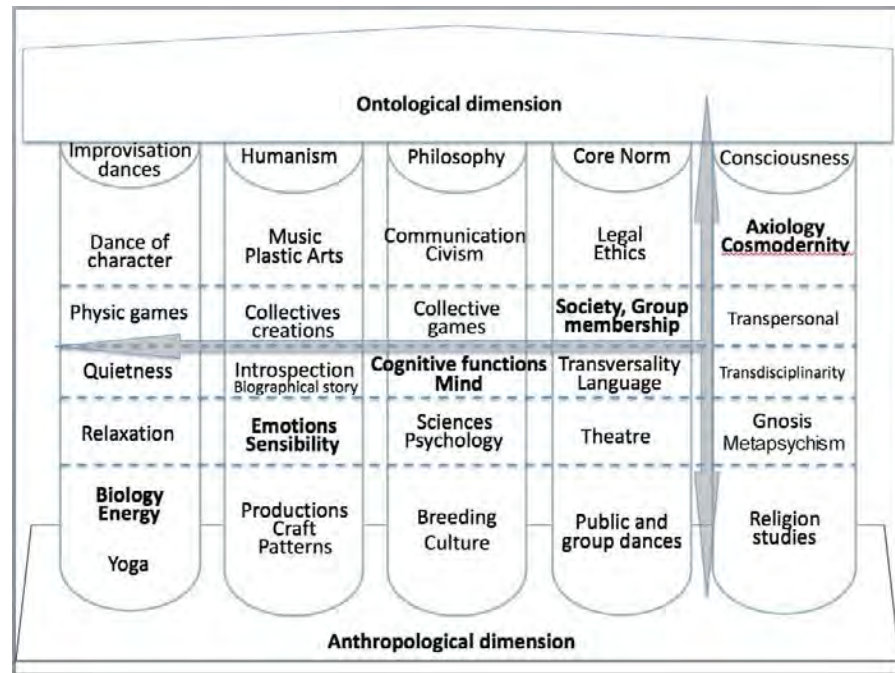 Ontological dimension
Improvisation
dances
Humanism
Philosophy
Core Norm
Consciousness
Dance of
character
Music
Plastic Arts
Communication
Civism
Legal
Ethics
Axiology
Cosmodernity
Physic games
Collectives
creations
Collective
games
Society, Group
membership
Transpersonal
Quietness
Introspection
Biographical story
Cognitive functions
Mind
Transversality
Language
Transdisciplinarity
Relaxation
Emotions
Sensibility
Sciences
Psychology
Theatre
Gnosis
Metapsychism
Biology
Energy
Yoga
Productions
Craft
Patterns
Breeding
Culture
Public and
group dances
Religion
studies
Anthropological dimension